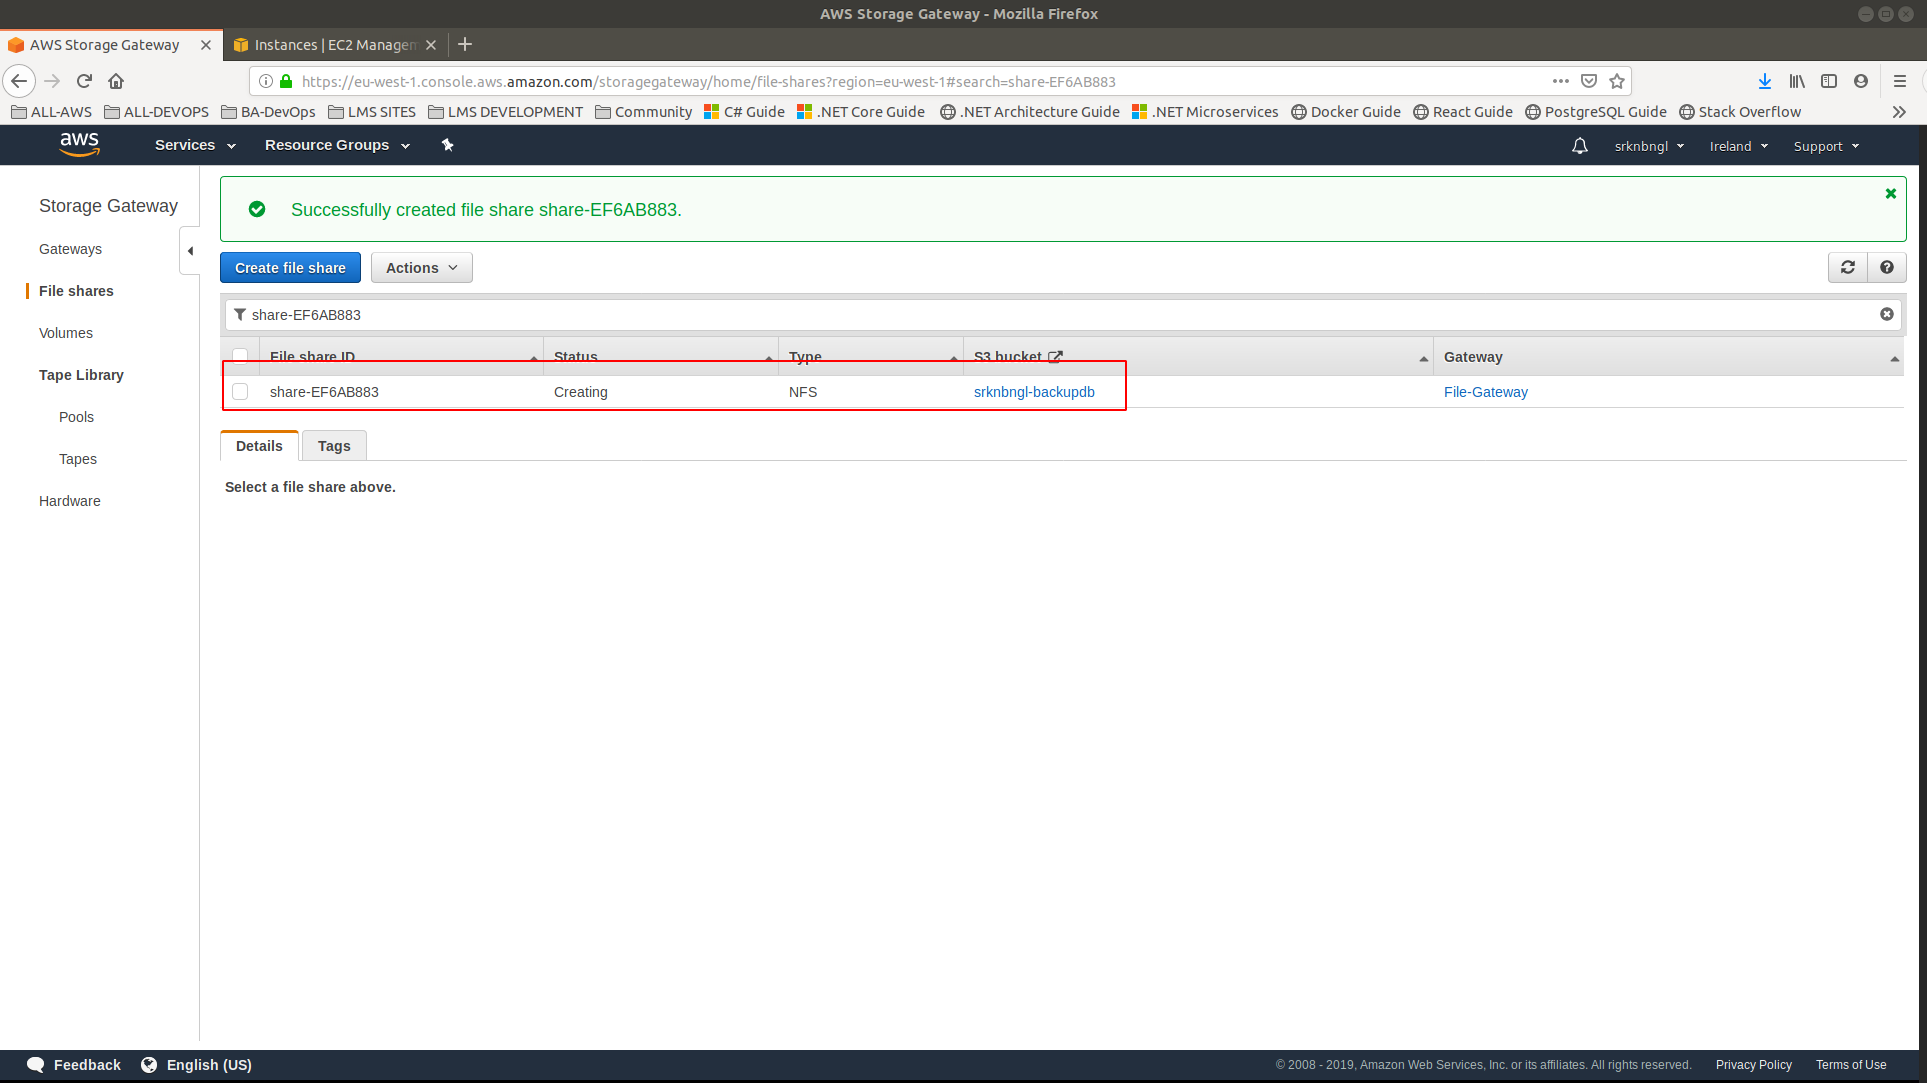 AWS Storage Gateway - Mozilla Firefox
AWS Storage Gateway Instances | EC2 Managem
https://eu-west-1.console.aws.amazon.com/storagegateway/home/file-shares?region=eu-west-1#search=share-EF6AB883
ALL-AWS ALL-DEVOPS BA-DevOps LMS SITES LMS DEVELOPMENT Community C# Guide .NET Core Guide .NET Architecture Guide .NET Microservices Docker Guide React Guide PostgreSQL Guide Stack Overflow
aws Services Resource Groups srknbngl Ireland Support
Storage Gateway
Gateways
File shares
Volumes
Tape Library
Pools
Tapes
Hardware
Successfully created file share share-EF6AB883.
Create file share Actions
share-EF6AB883
File share ID Status Type S3 bucket Gateway
share-EF6AB883 Creating NFS srknbngl-backupdb File-Gateway
Details Tags
Select a file share above.
Feedback English (US) © 2008 - 2019, Amazon Web Services, Inc. or its affiliates. All rights reserved. Privacy Policy Terms of Use